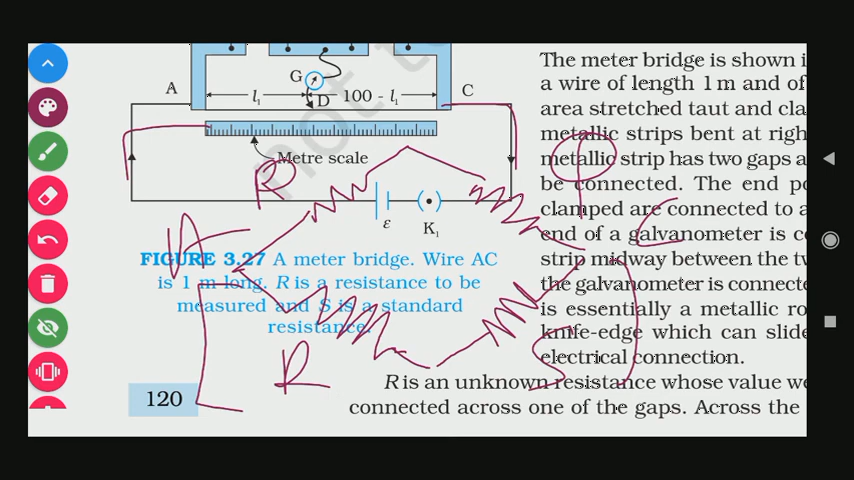 A
G
l₁
D
100 - l₁
C
Metre scale
ε
K₁
R
P
A
C
R
S
FIGURE 3.27 A meter bridge. Wire AC
is 1 m long. R is a resistance to be
measured and S is a standard
resistance.
120
The meter bridge is shown i
a wire of length 1m and of
area stretched taut and cla
metallic strips bent at righ
metallic strip has two gaps a
be connected. The end po
clamped are connected to a
end of a galvanometer is c
strip midway between the tw
the galvanometer is connecte
is essentially a metallic ro
knife-edge which can slide
electrical connection.
R is an unknown resistance whose value we
connected across one of the gaps. Across the
not to